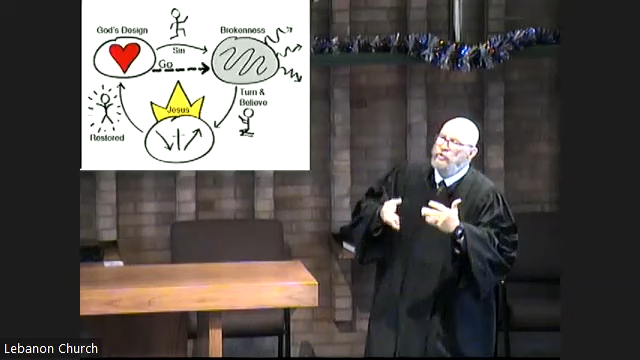 God's Design
Brokenness
Sin
Go
Jesus
Turn &
Believe
Restored
Lebanon Church